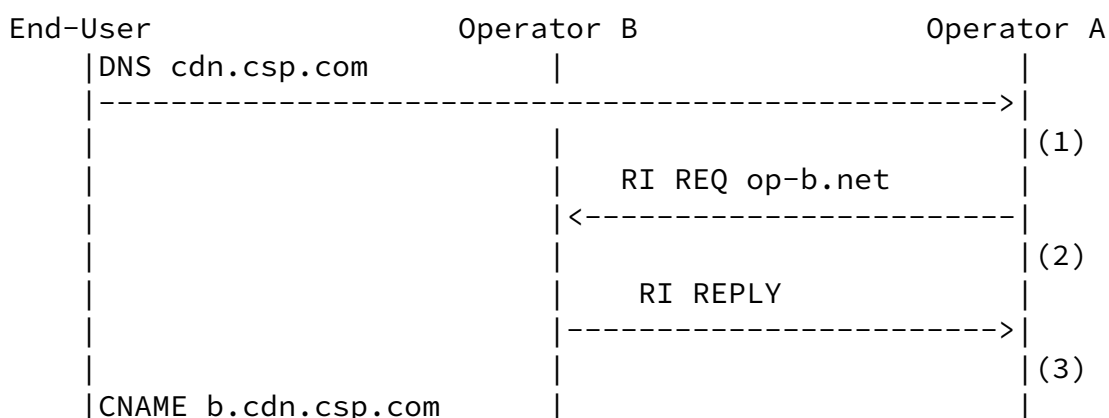 End-User                 Operator B                Operator A
    |DNS cdn.csp.com          |                         |
    |-------------------------------------------------->|
    |                         |                         |(1)
    |                         |   RI REQ op-b.net       |
    |                         |<------------------------|
    |                         |                         |(2)
    |                         |    RI REPLY             |
    |                         |------------------------>|
    |                         |                         |(3)
    |CNAME b.cdn.csp.com      |                         |